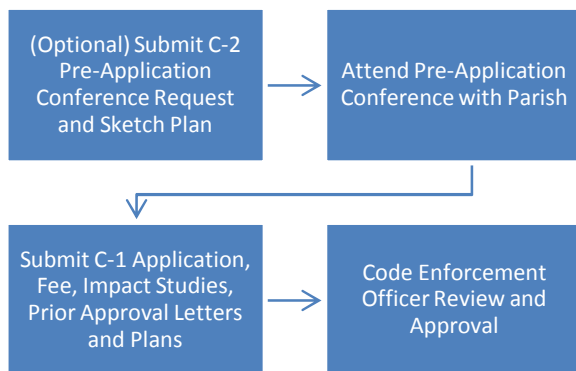 (Optional) Submit C-2
Pre-Application
Conference Request
and Sketch Plan
Attend Pre-Application
Conference with Parish
Submit C-1 Application,
Fee, Impact Studies,
Prior Approval Letters
and Plans
Code Enforcement
Officer Review and
Approval